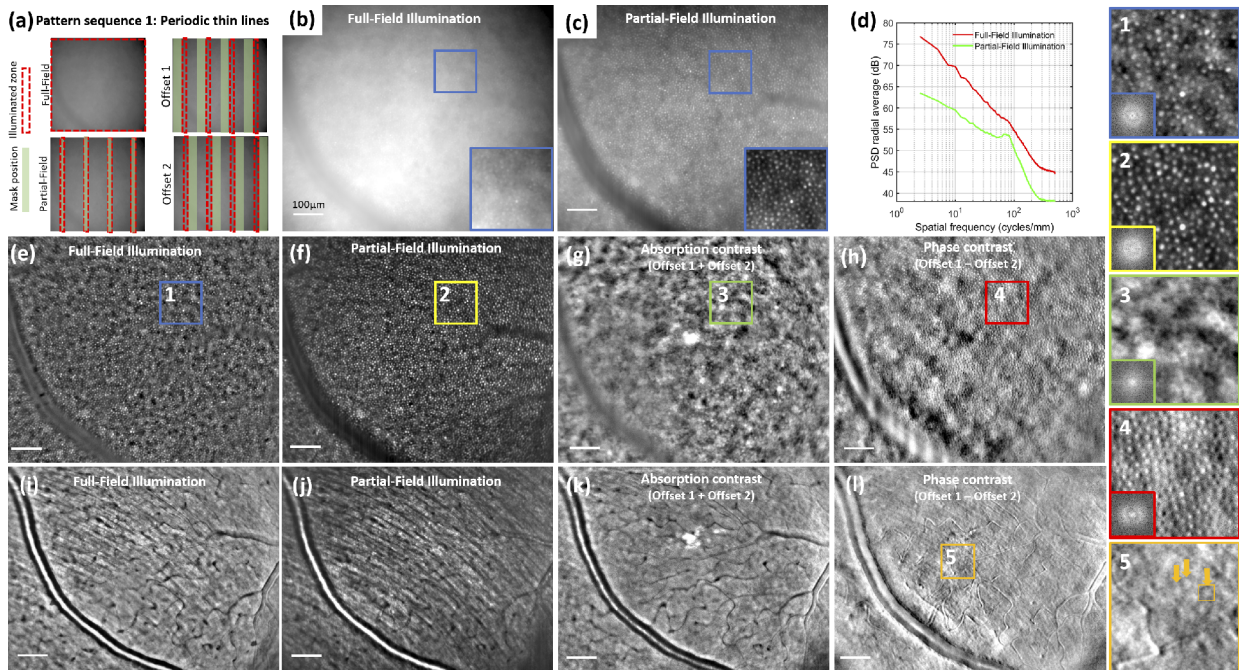 (a) Pattern sequence 1: Periodic thin lines
Illuminated zone
Mask position
Full-Field
Partial-Field
Offset 1
Offset 2
(b) Full-Field Illumination
100μm
(c) Partial-Field Illumination
(d)
Full-Field Illumination
Partial-Field Illumination
PSD radial average (dB)
80
75
70
65
60
55
50
45
40
10⁰ 10¹ 10² 10³
Spatial frequency (cycles/mm)
1
2
3
4
5
(e) Full-Field Illumination
1
(f) Partial-Field Illumination
2
(g) Absorption contrast
(Offset 1 + Offset 2)
3
(h) Phase contrast
(Offset 1 – Offset 2)
4
(i) Full-Field Illumination
(j) Partial-Field Illumination
(k) Absorption contrast
(Offset 1 + Offset 2)
(l) Phase contrast
(Offset 1 – Offset 2)
5